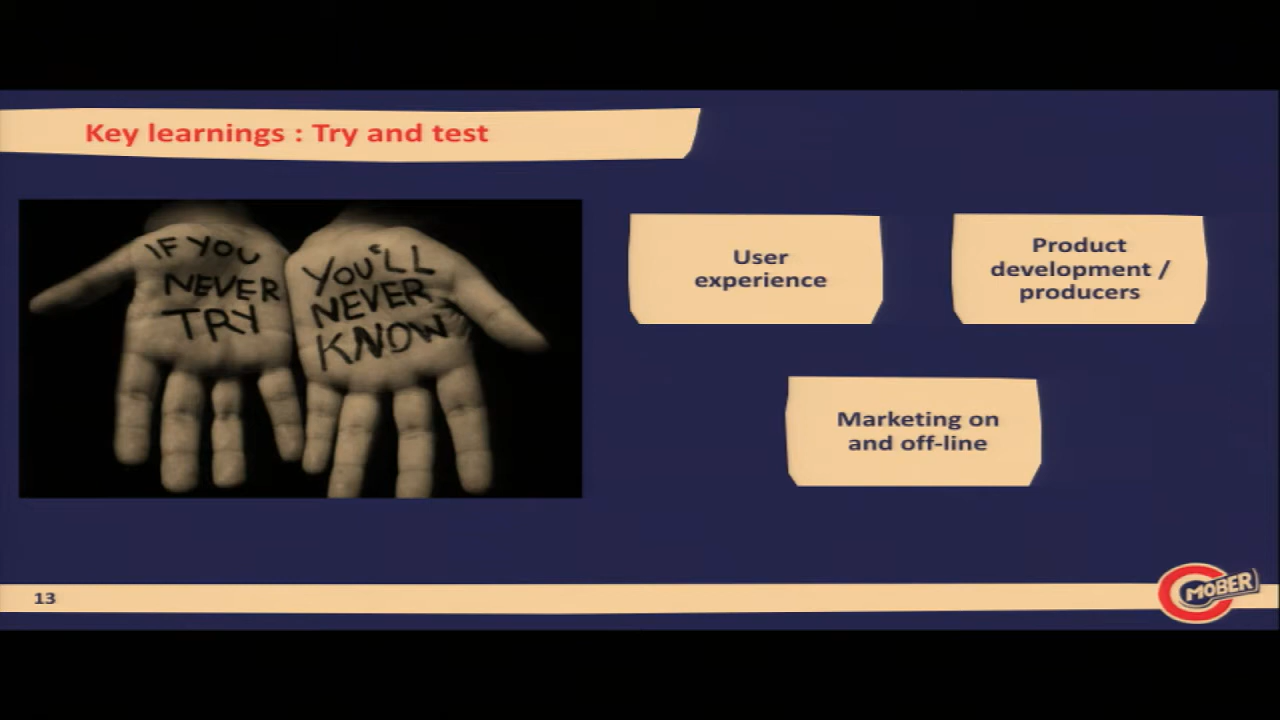 Key learnings : Try and test
IF YOU
NEVER
TRY
YOU'LL
NEVER
KNOW
User
experience
Product
development /
producers
Marketing on
and off-line
13
CMOBER